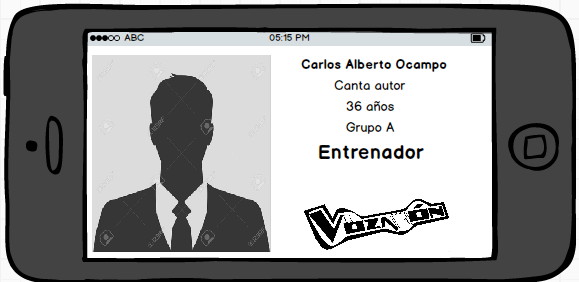 ABC 05:15 PM
Carlos Alberto Ocampo
Canta autor
36 años
Grupo A
Entrenador